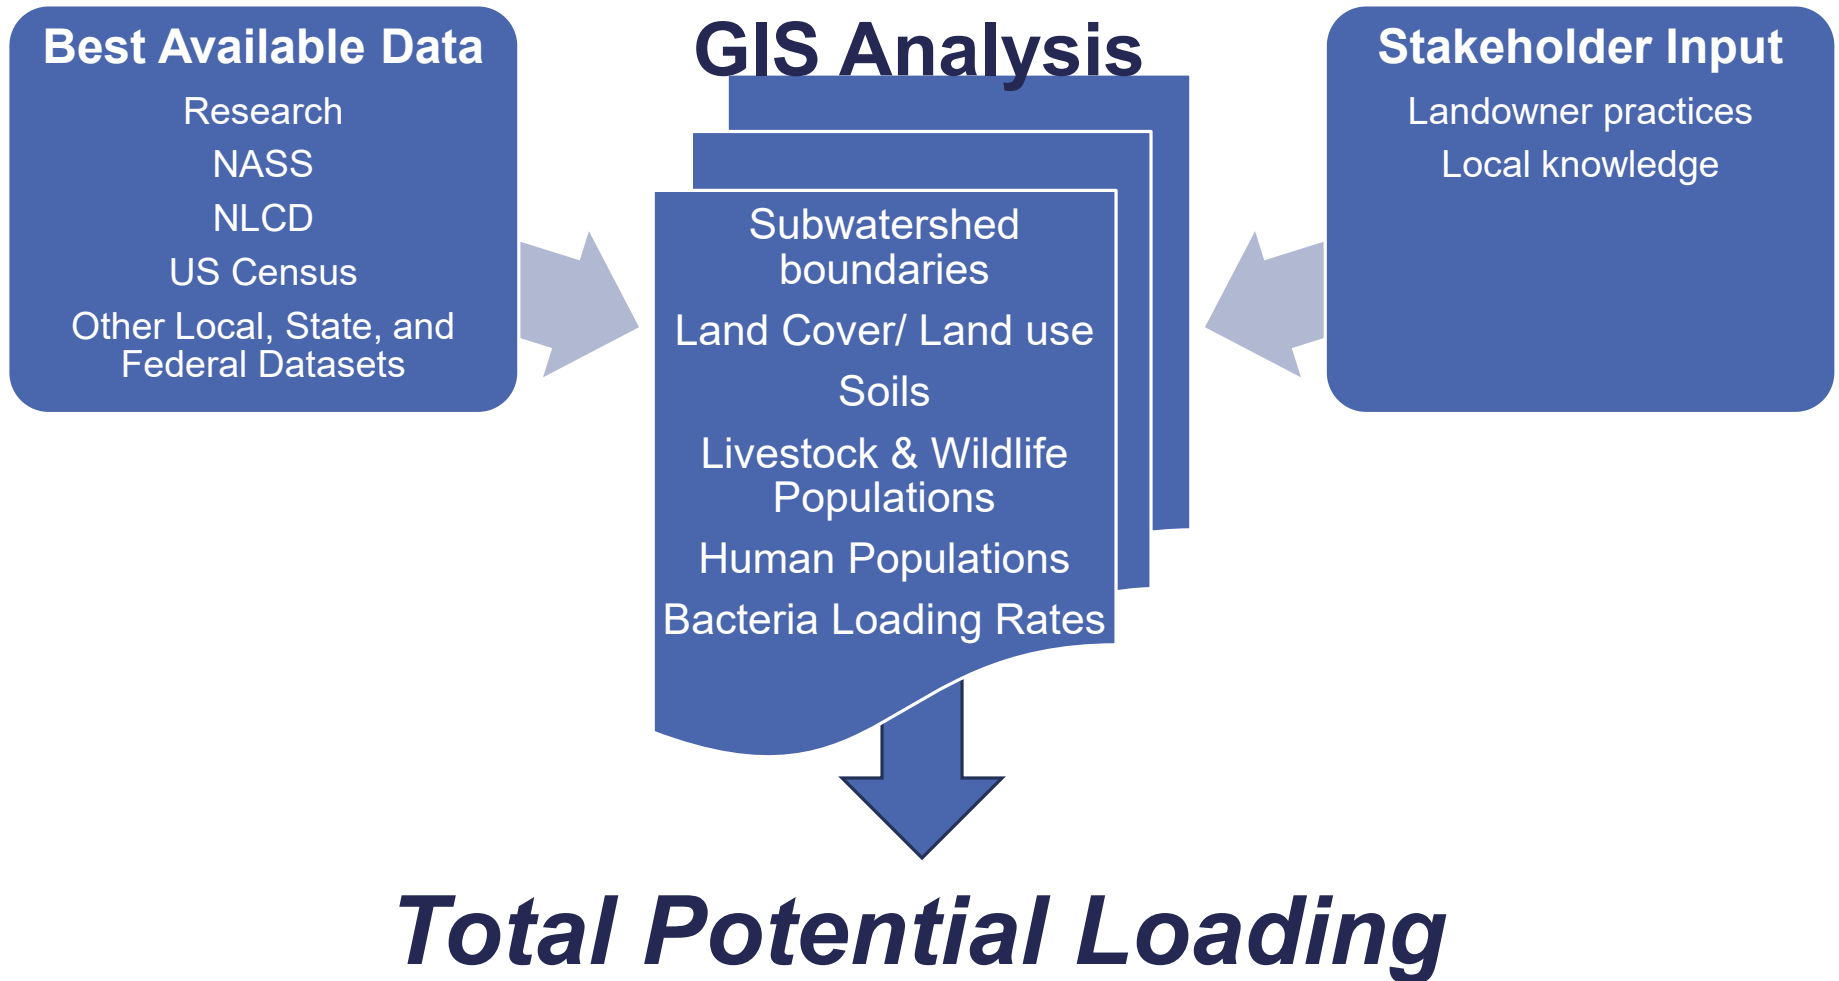 Best Available Data
Research
NASS
NLCD
US Census
Other Local, State, and
Federal Datasets
GIS Analysis
Subwatershed
boundaries
Land Cover/ Land use
Soils
Livestock & Wildlife
Populations
Human Populations
Bacteria Loading Rates
Stakeholder Input
Landowner practices
Local knowledge
Total Potential Loading